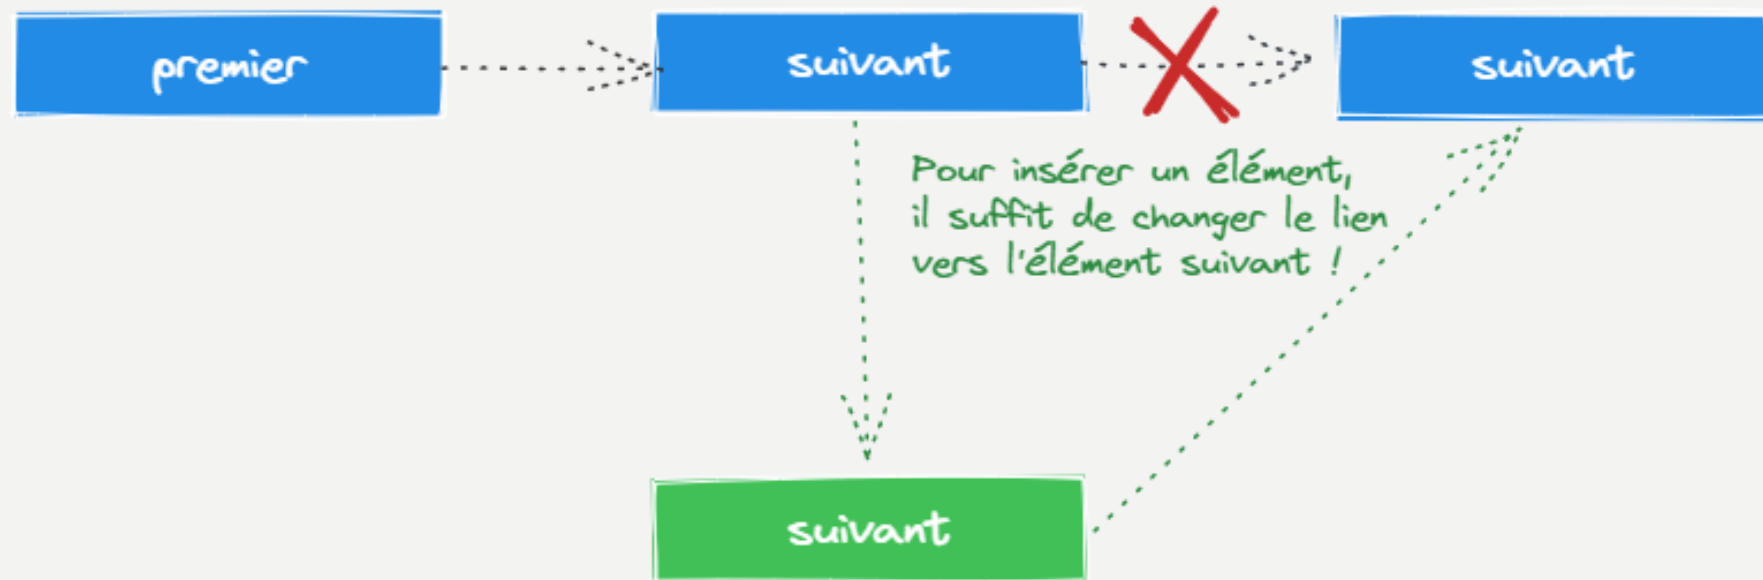 premier
suivant
suivant
Pour insérer un élément,
il suffit de changer le lien
vers l'élément suivant !
suivant